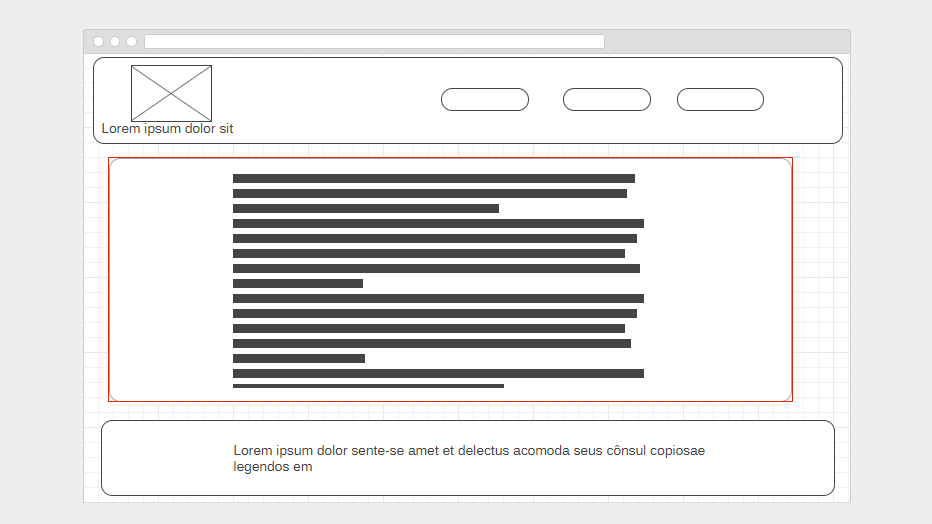 Lorem ipsum dolor sit
Lorem ipsum dolor sente-se amet et delectus acomoda seus cônsul copiosae
legendos em